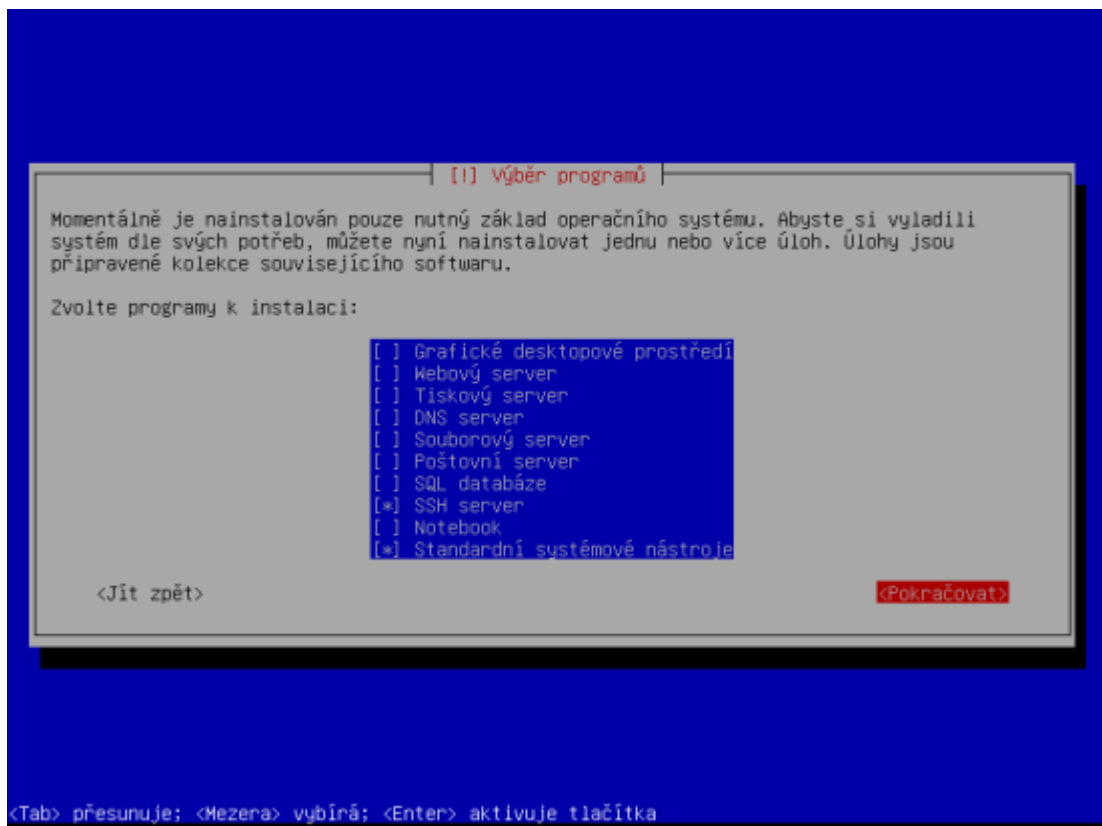 [!] Výběr programů
Momentálně je nainstalován pouze nutný základ operačního systému. Abyste si vyladili
systém dle svých potřeb, můžete nyní nainstalovat jednu nebo více úloh. Úlohy jsou
připravené kolekce souvisejícího softwaru.
Zvolte programy k instalaci:
[ ] Grafické desktopové prostředí
[ ] Webový server
[ ] Tiskový server
[ ] DNS server
[ ] Souborový server
[ ] Poštovní server
[ ] SQL databáze
[*] SSH server
[ ] Notebook
[*] Standardní systémové nástroje
<Jít zpět> <Pokračovat>
<Tab> přesunuje; <Mezera> vybírá; <Enter> aktivuje tlačítka